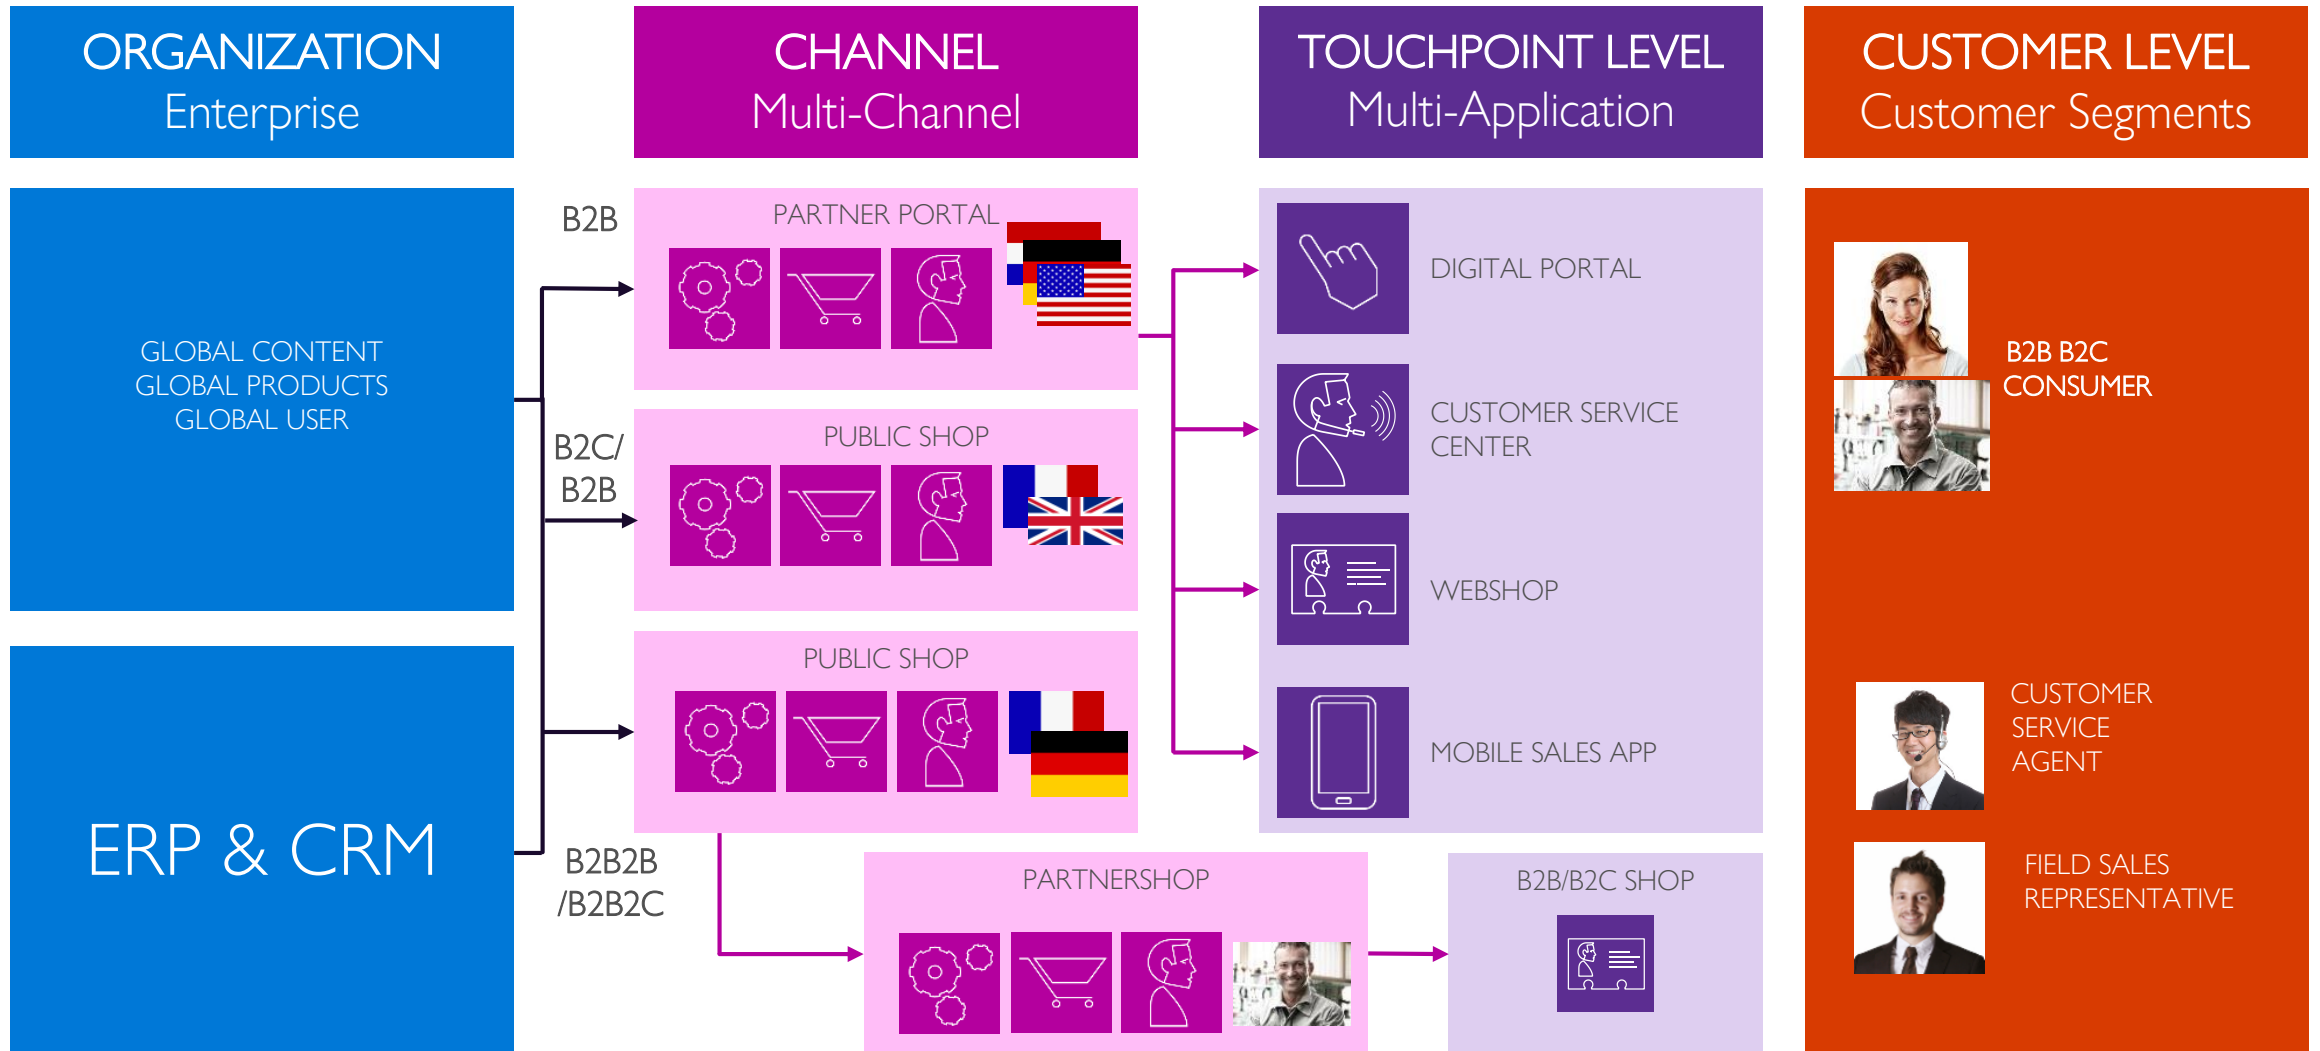 ORGANIZATION
Enterprise
CHANNEL
Multi-Channel
TOUCHPOINT LEVEL
Multi-Application
CUSTOMER LEVEL
Customer Segments
GLOBAL CONTENT
GLOBAL PRODUCTS
GLOBAL USER
ERP & CRM
B2B
B2C/
B2B
B2B2B
/B2B2C
PARTNER PORTAL
PUBLIC SHOP
PUBLIC SHOP
PARTNERSHOP
DIGITAL PORTAL
CUSTOMER SERVICE
CENTER
WEBSHOP
MOBILE SALES APP
B2B/B2C SHOP
B2B B2C
CONSUMER
CUSTOMER
SERVICE
AGENT
FIELD SALES
REPRESENTATIVE